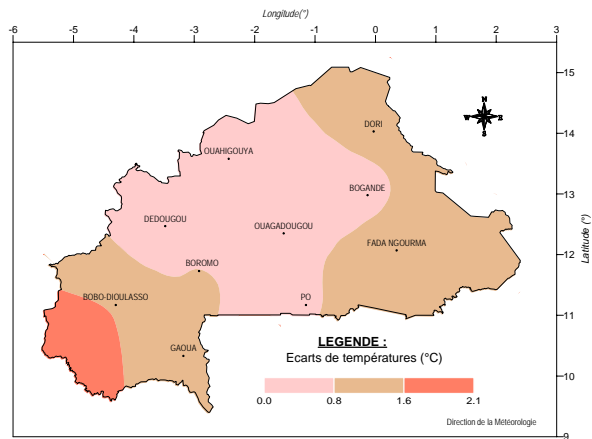 Longitude(°)
-6 -5 -4 -3 -2 -1 0 1 2 3
15
14
13
12
11
10
9
Latitude (°)
N
W E
S
DORI
OUAHIGOUYA
BOGANDE
DEDOUGOU
OUAGADOUGOU
FADA NGOURMA
BOROMO
BOBO-DIOULASSO
PO
GAOUA
LEGENDE :
Ecarts de températures (°C)
0.0 0.8 1.6 2.1
Direction de la Météorologie